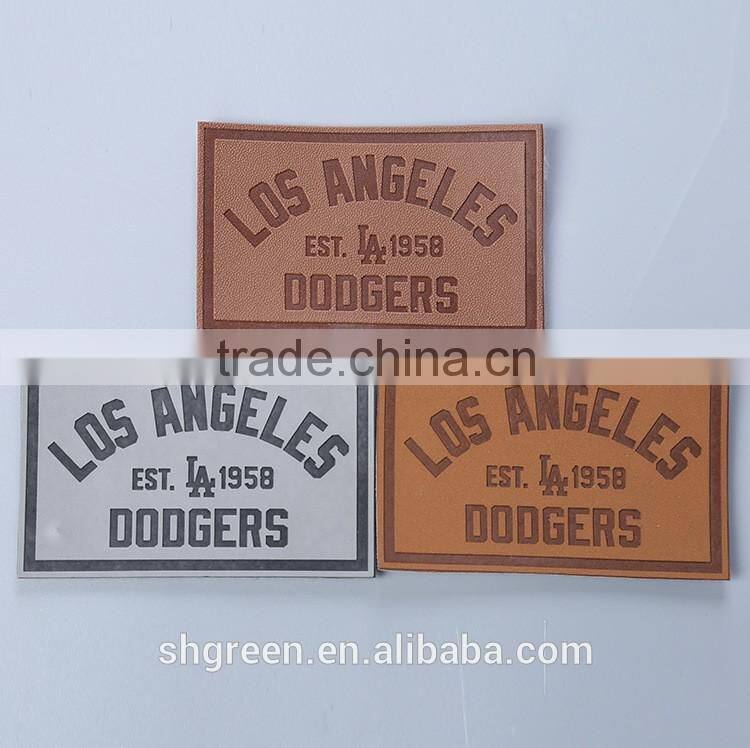 LOS ANGELES
EST. LA 1958
DODGERS
trade.china.cn
LOS ANGELES
EST. LA 1958
DODGERS
LOS ANGELES
EST. LA 1958
DODGERS
shgreen.en.alibaba.com